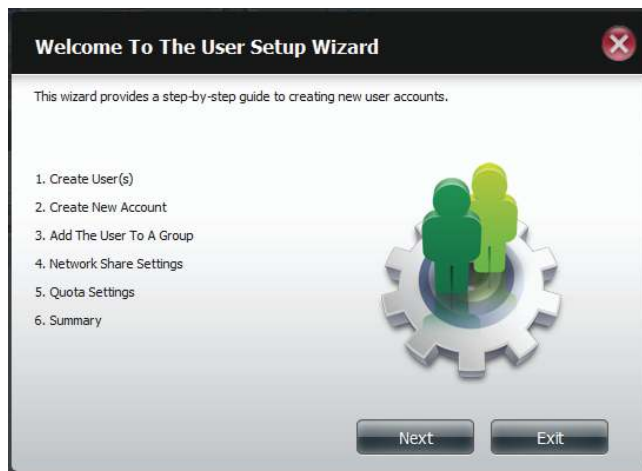 Welcome To The User Setup Wizard
This wizard provides a step-by-step guide to creating new user accounts.
1. Create User(s)
2. Create New Account
3. Add The User To A Group
4. Network Share Settings
5. Quota Settings
6. Summary
Next
Exit